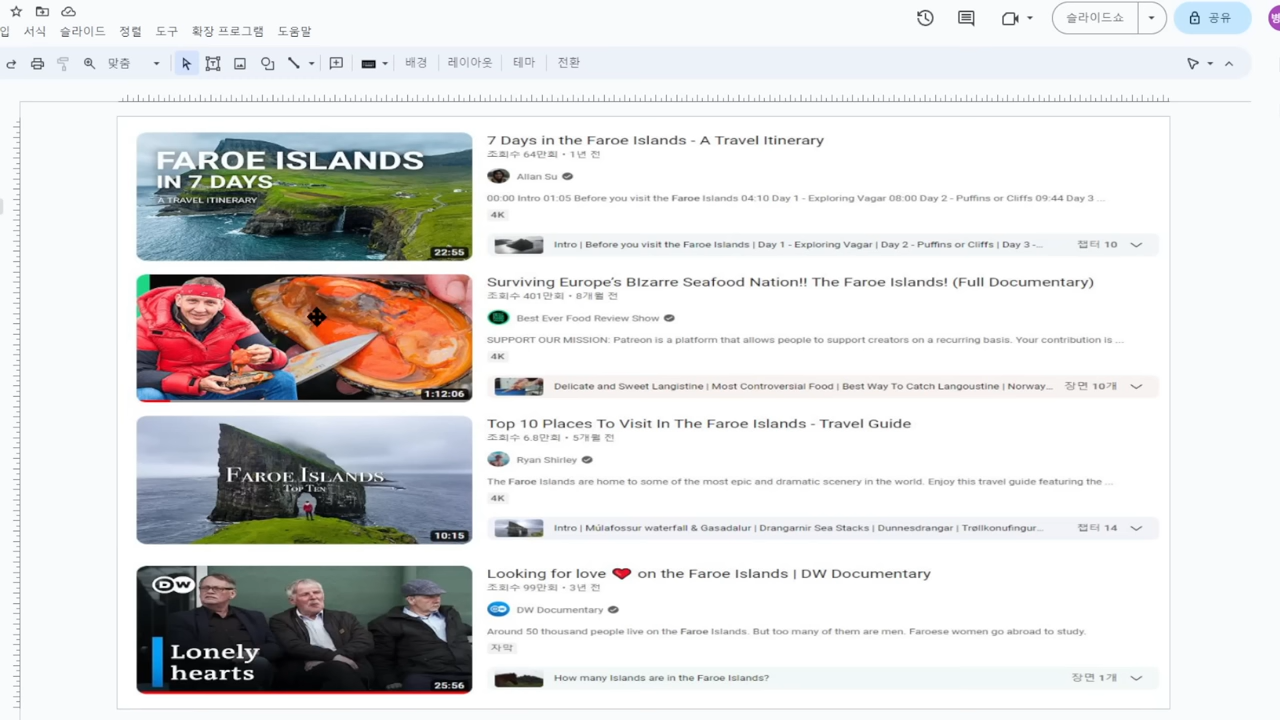 입 서식 슬라이드 정렬 도구 확장 프로그램 도움말
슬라이드쇼
공유
병
맞춤
배경 레이아웃 테마 전환
FAROE ISLANDS
IN 7 DAYS
A TRAVEL ITINERARY
22:55
7 Days in the Faroe Islands - A Travel Itinerary
조회수 64만회 • 1년 전
Allan Su
00:00 Intro 01:05 Before you visit the Faroe Islands 04:10 Day 1 - Exploring Vagar 08:00 Day 2 - Puffins or Cliffs 09:44 Day 3 ...
4K
Intro | Before you visit the Faroe Islands | Day 1 - Exploring Vagar | Day 2 - Puffins or Cliffs | Day 3 -...
챕터 10
1:12:06
Surviving Europe's BIzarre Seafood Nation!! The Faroe Islands! (Full Documentary)
조회수 401만회 • 8개월 전
Best Ever Food Review Show
SUPPORT OUR MISSION: Patreon is a platform that allows people to support creators on a recurring basis. Your contribution is ...
4K
Delicate and Sweet Langistine | Most Controversial Food | Best Way To Catch Langoustine | Norway...
장면 10개
FAROE ISLANDS
TOP TEN
10:15
Top 10 Places To Visit In The Faroe Islands - Travel Guide
조회수 6.8만회 • 5개월 전
Ryan Shirley
The Faroe Islands are home to some of the most epic and dramatic scenery in the world. Enjoy this travel guide featuring the ...
4K
Intro | Múlafossur waterfall & Gasadalur | Drangarnir Sea Stacks | Dunnesdrangar | Trøllkonufingur...
챕터 14
DW
Lonely
hearts
25:56
Looking for love ❤️ on the Faroe Islands | DW Documentary
조회수 99만회 • 3년 전
DW Documentary
Around 50 thousand people live on the Faroe Islands. But too many of them are men. Faroese women go abroad to study.
자막
How many Islands are in the Faroe Islands?
장면 1개